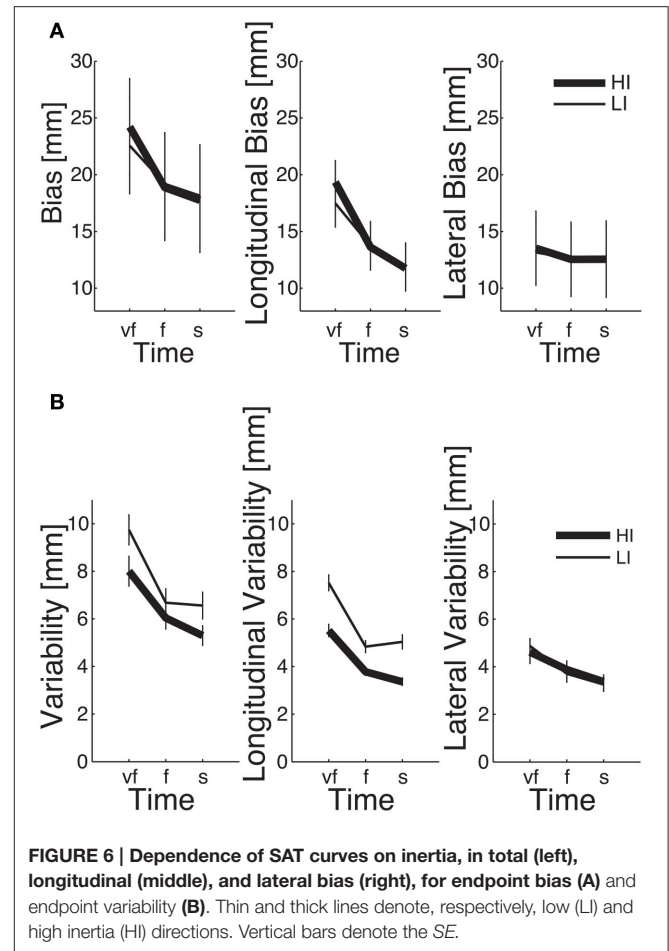 A
Bias [mm]
30
25
20
15
10
vf f s
Time
Longitudinal Bias [mm]
30
25
20
15
10
vf f s
Time
Lateral Bias [mm]
30
25
20
15
10
HI
LI
vf f s
Time
B
Variability [mm]
10
8
6
4
2
0
vf f s
Time
Longitudinal Variability [mm]
10
8
6
4
2
0
vf f s
Time
Lateral Variability [mm]
10
8
6
4
2
0
HI
LI
vf f s
Time
FIGURE 6 | Dependence of SAT curves on inertia, in total (left),
longitudinal (middle), and lateral bias (right), for endpoint bias (A) and
endpoint variability (B). Thin and thick lines denote, respectively, low (LI) and
high inertia (HI) directions. Vertical bars denote the SE.